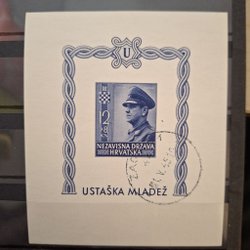 U
12
+8
NEZAVISNA DRŽAVA
HRVATSKA
USTAŠKA MLADEŽ